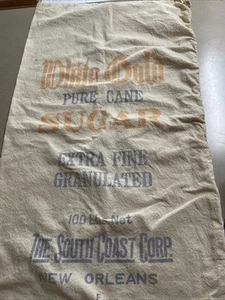 White Gold
PURE CANE
SUGAR
EXTRA FINE
GRANULATED
100 Lbs. Net
THE SOUTH COAST CORP.
NEW ORLEANS